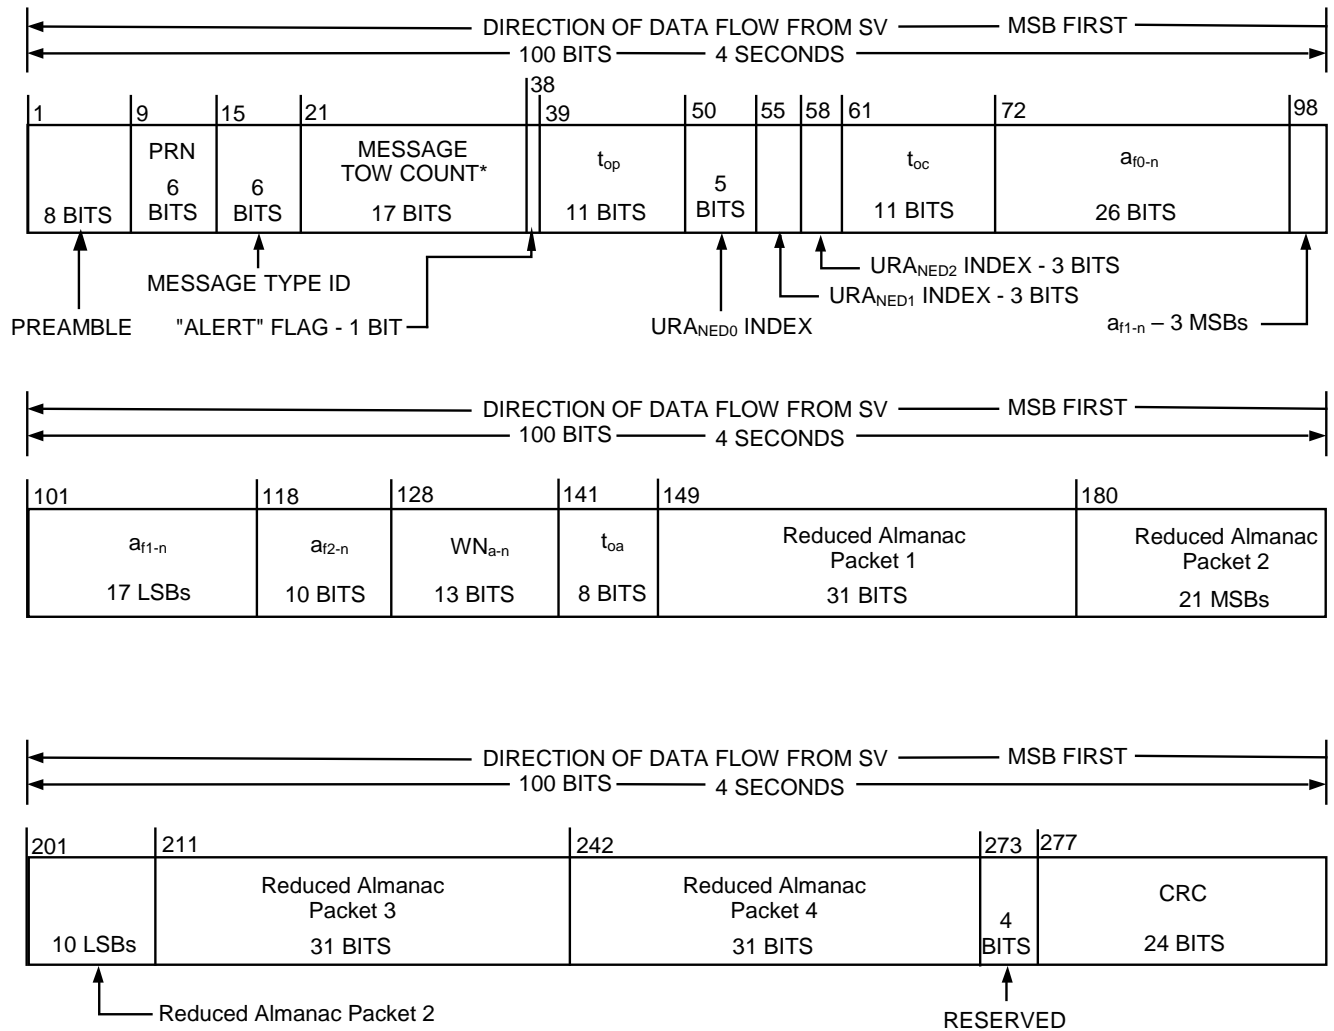 DIRECTION OF DATA FLOW FROM SV MSB FIRST
100 BITS 4 SECONDS
1 9 15 21 38 39 50 55 58 61 72 98
8 BITS
PRN
6
BITS
6
BITS
MESSAGE
TOW COUNT*
17 BITS
t_op
11 BITS
5
BITS
t_oc
11 BITS
a_f0-n
26 BITS
PREAMBLE
MESSAGE TYPE ID
"ALERT" FLAG - 1 BIT
URA_NED0 INDEX
URA_NED2 INDEX - 3 BITS
URA_NED1 INDEX - 3 BITS
a_f1-n – 3 MSBs
DIRECTION OF DATA FLOW FROM SV MSB FIRST
100 BITS 4 SECONDS
101 118 128 141 149 180
a_f1-n
17 LSBs
a_f2-n
10 BITS
WN_a-n
13 BITS
t_oa
8 BITS
Reduced Almanac
Packet 1
31 BITS
Reduced Almanac
Packet 2
21 MSBs
DIRECTION OF DATA FLOW FROM SV MSB FIRST
100 BITS 4 SECONDS
201 211 242 273 277
10 LSBs
Reduced Almanac
Packet 3
31 BITS
Reduced Almanac
Packet 4
31 BITS
4
BITS
CRC
24 BITS
Reduced Almanac Packet 2
RESERVED